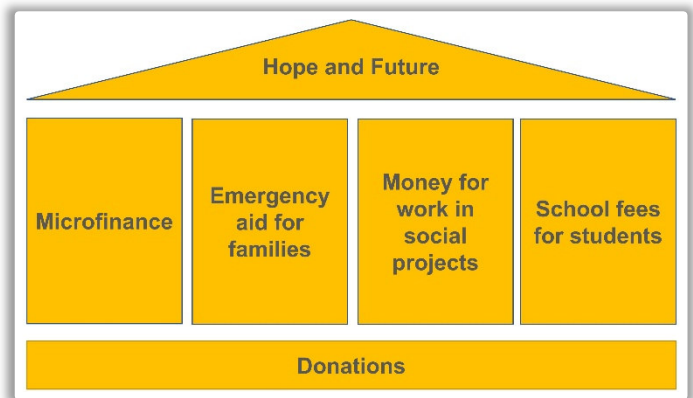 Hope and Future
Microfinance
Emergency
aid for
families
Money for
work in
social
projects
School fees
for students
Donations